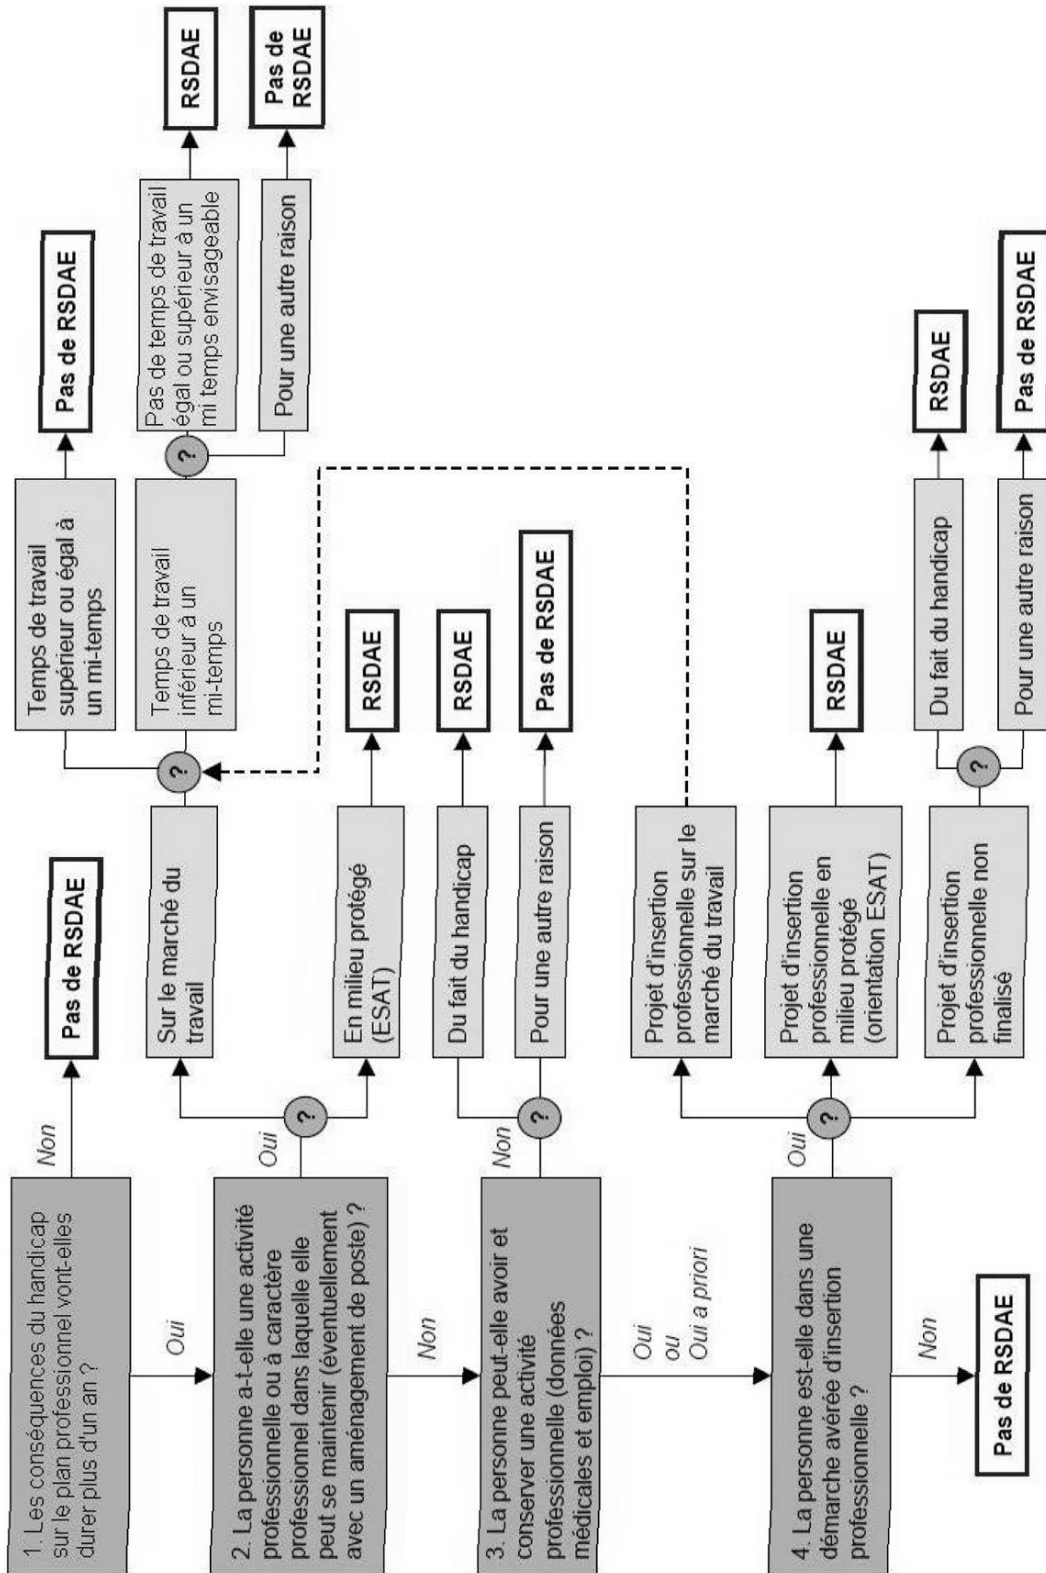 1. Les conséquences du handicap
sur le plan professionnel vont-elles
durer plus d'un an ?
Non
Pas de RSDAE
Oui
2. La personne a-t-elle une activité
professionnelle ou à caractère
professionnel dans laquelle elle
peut se maintenir (éventuellement
avec un aménagement de poste) ?
Oui
?
Sur le marché du
travail
?
Temps de travail
supérieur ou égal à
un mi-temps
Pas de RSDAE
Temps de travail
inférieur à un
mi-temps
?
Pas de temps de travail
égal ou supérieur à un
mi temps envisageable
RSDAE
Pour une autre raison
Pas de
RSDAE
En milieu protégé
(ESAT)
RSDAE
Non
3. La personne peut-elle avoir et
conserver une activité
professionnelle (données
médicales et emploi) ?
Non
?
Du fait du handicap
RSDAE
Pour une autre raison
Pas de RSDAE
Oui
ou
Oui a priori
4. La personne est-elle dans une
démarche avérée d'insertion
professionnelle ?
Oui
?
Projet d'insertion
professionnelle sur le
marché du travail
Projet d'insertion
professionnelle en
milieu protégé
(orientation ESAT)
RSDAE
Projet d'insertion
professionnelle non
finalisé
?
Du fait du handicap
RSDAE
Pour une autre raison
Pas de RSDAE
Non
Pas de RSDAE